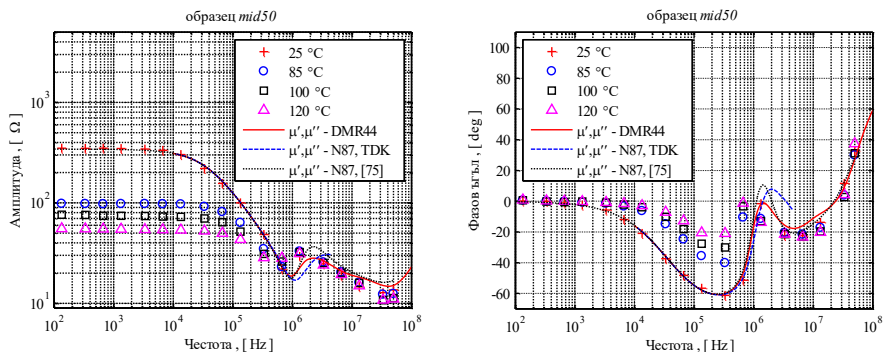 образец mid50
10³
10²
10¹
Амплитуда, [ Ω]
25 °C
85 °C
100 °C
120 °C
μ',μ'' - DMR44
μ',μ'' - N87, TDK
μ',μ'' - N87, [75]
10² 10³ 10⁴ 10⁵ 10⁶ 10⁷ 10⁸
Честота , [ Hz]
образец mid50
100
80
60
40
20
0
-20
-40
-60
Фазов ъгъл , [ deg]
25 °C
85 °C
100 °C
120 °C
μ',μ'' - DMR44
μ',μ'' - N87, TDK
μ',μ'' - N87, [75]
10² 10³ 10⁴ 10⁵ 10⁶ 10⁷ 10⁸
Честота , [ Hz]